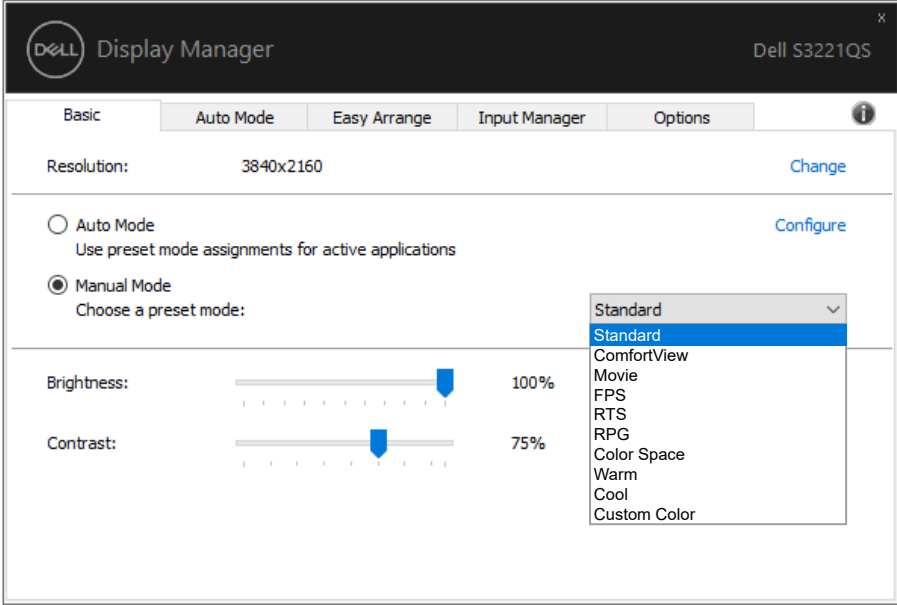 DELL Display Manager
x
Dell S3221QS
Basic Auto Mode Easy Arrange Input Manager Options i
Resolution: 3840x2160 Change
Auto Mode Configure
Use preset mode assignments for active applications
Manual Mode
Choose a preset mode: Standard
Standard
ComfortView
Movie
FPS
RTS
RPG
Color Space
Warm
Cool
Custom Color
Brightness: 100%
Contrast: 75%